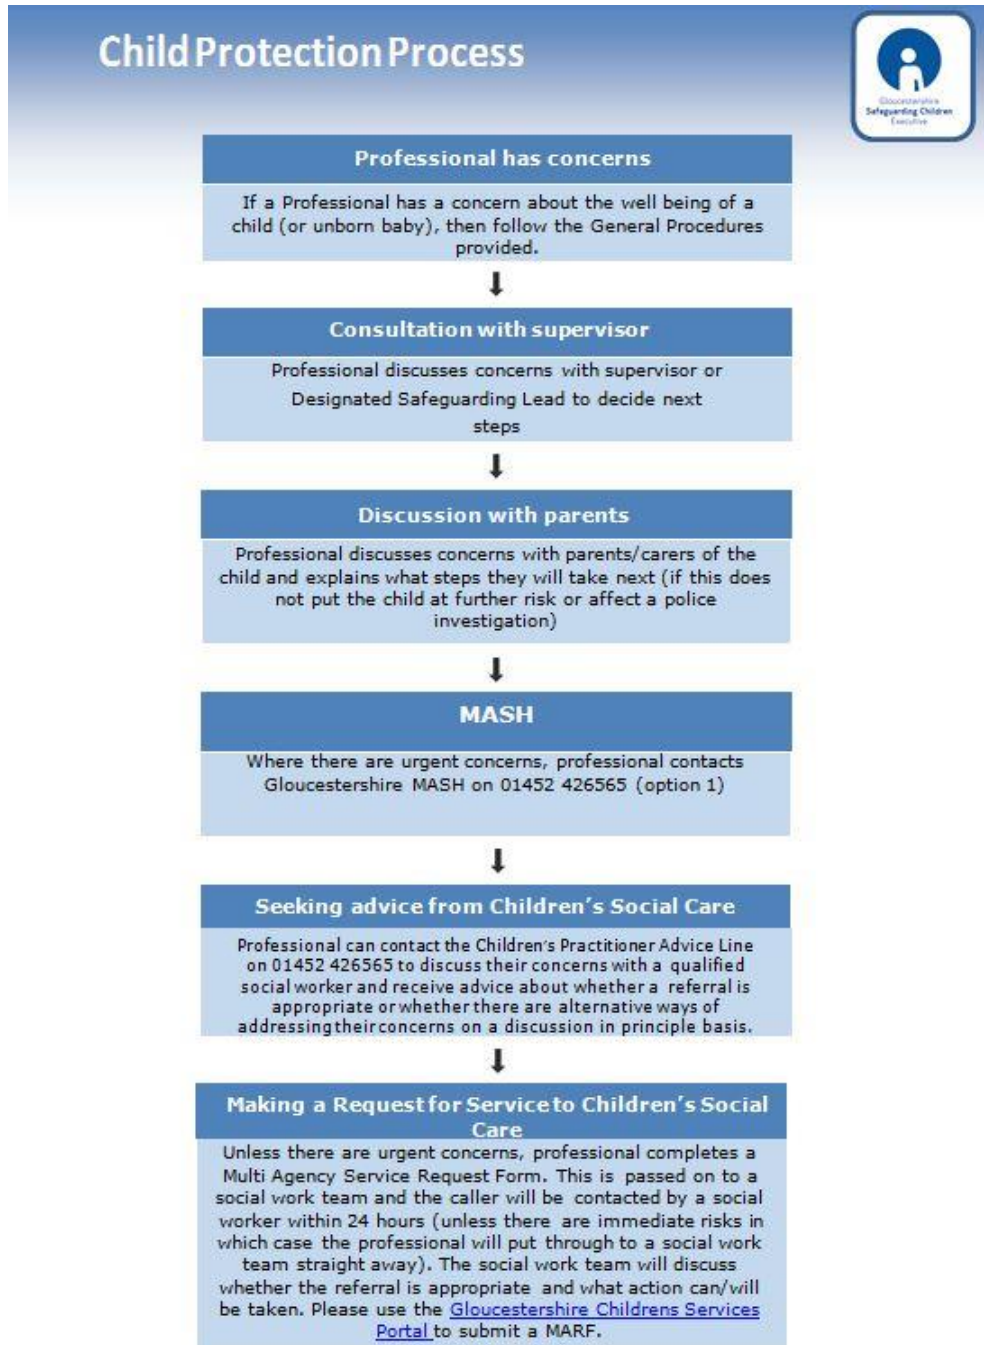 Child Protection Process
Gloucestershire
Safeguarding Children
Executive
Professional has concerns
If a Professional has a concern about the well being of a
child (or unborn baby), then follow the General Procedures
provided.
Consultation with supervisor
Professional discusses concerns with supervisor or
Designated Safeguarding Lead to decide next
steps
Discussion with parents
Professional discusses concerns with parents/carers of the
child and explains what steps they will take next (if this does
not put the child at further risk or affect a police
investigation)
MASH
Where there are urgent concerns, professional contacts
Gloucestershire MASH on 01452 426565 (option 1)
Seeking advice from Children's Social Care
Professional can contact the Children's Practitioner Advice Line
on 01452 426565 to discuss their concerns with a qualified
social worker and receive advice about whether a referral is
appropriate or whether there are alternative ways of
addressing their concerns on a discussion in principle basis.
Making a Request for Service to Children's Social
Care
Unless there are urgent concerns, professional completes a
Multi Agency Service Request Form. This is passed on to a
social work team and the caller will be contacted by a social
worker within 24 hours (unless there are immediate risks in
which case the professional will put through to a social work
team straight away). The social work team will discuss
whether the referral is appropriate and what action can/will
be taken. Please use the Gloucestershire Childrens Services
Portal to submit a MARF.